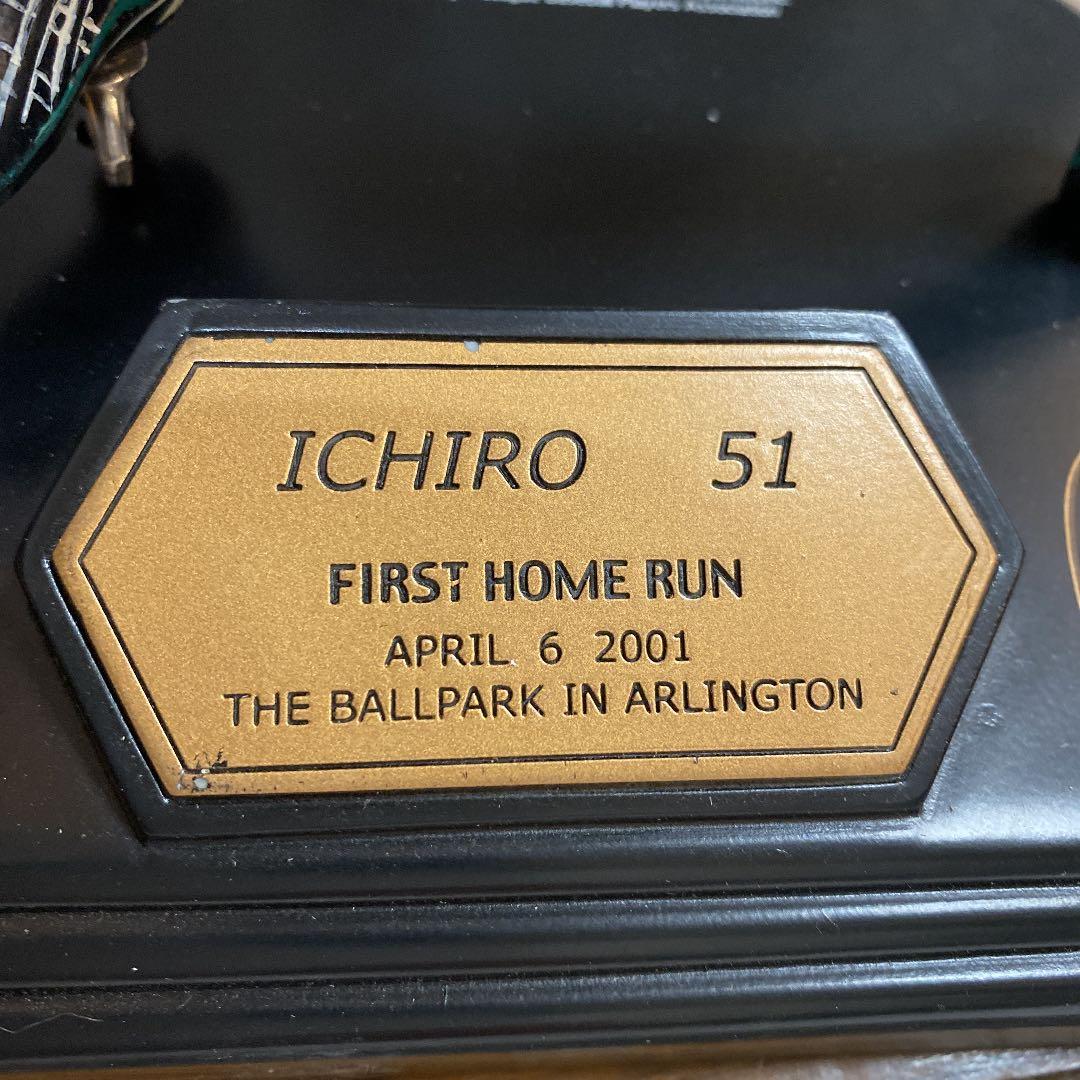 ICHIRO 51
FIRST HOME RUN
APRIL 6 2001
THE BALLPARK IN ARLINGTON